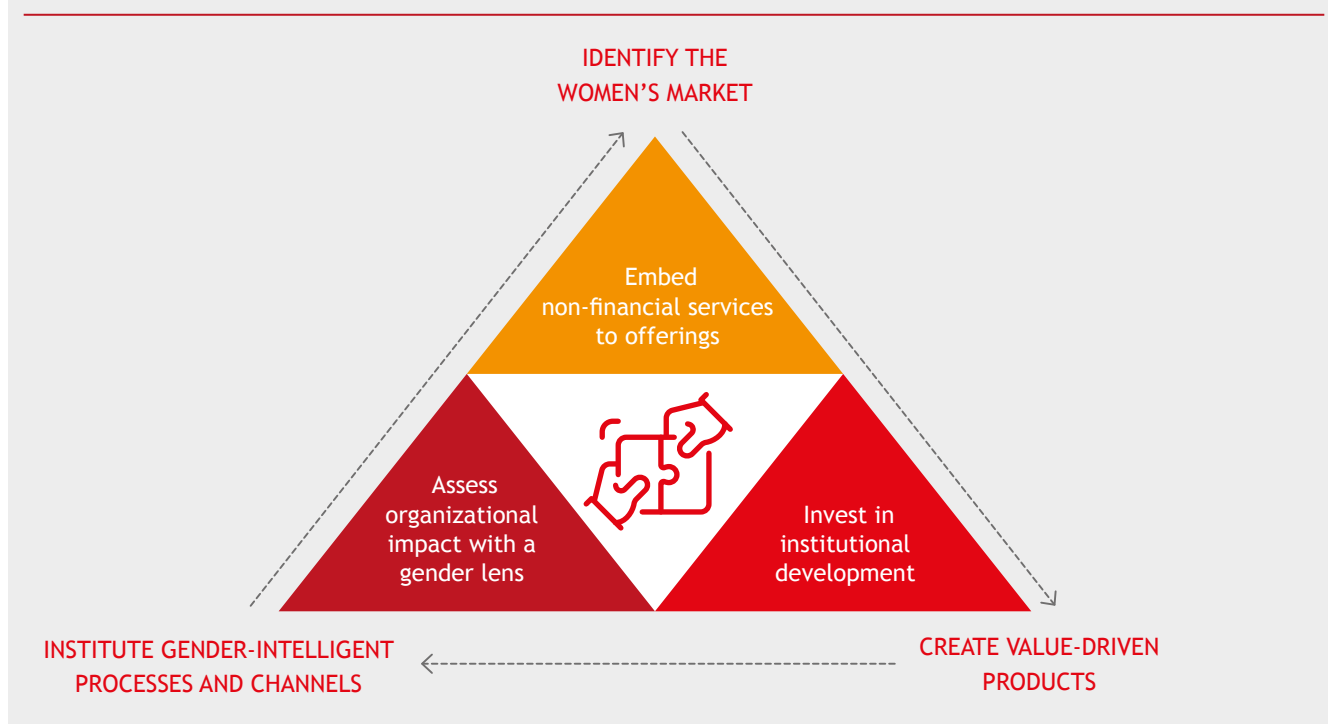 IDENTIFY THE
WOMEN'S MARKET
Embed
non-financial services
to offerings
Assess
organizational
impact with a
gender lens
Invest in
institutional
development
INSTITUTE GENDER-INTELLIGENT
PROCESSES AND CHANNELS
CREATE VALUE-DRIVEN
PRODUCTS